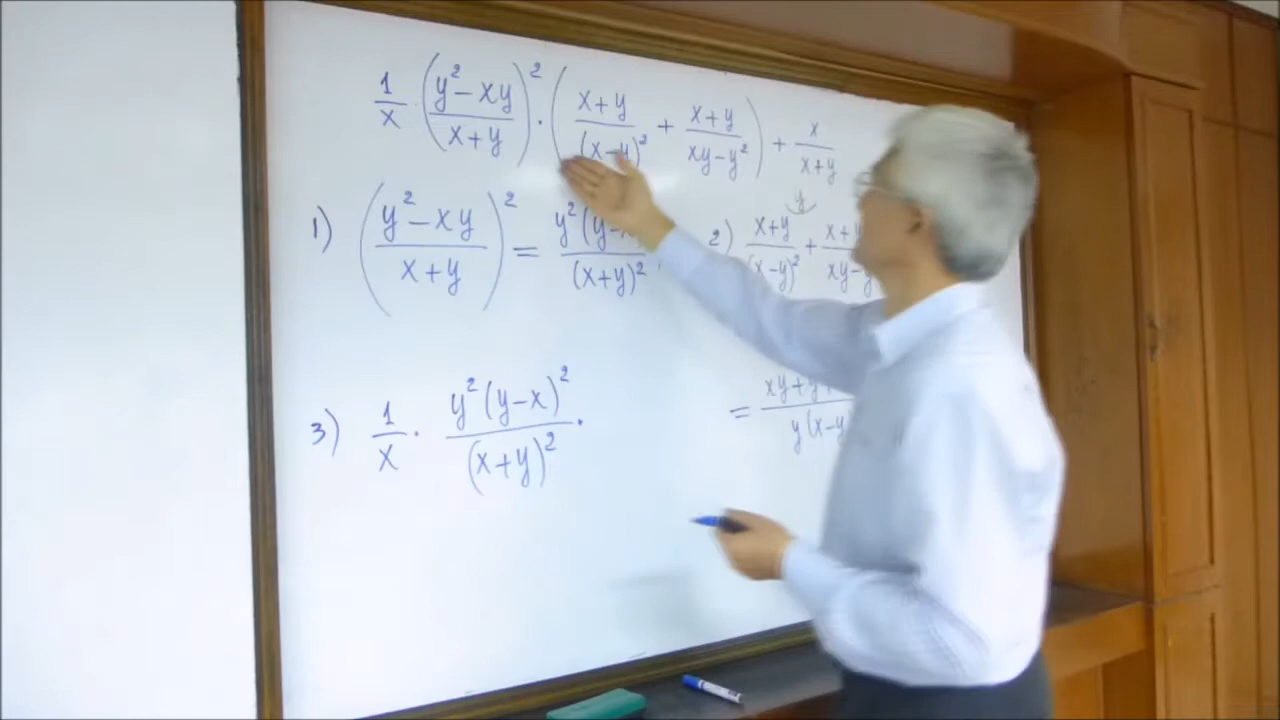 1/x · ((y² − xy)/(x+y))² · ((x+y)/(x−y)² + (x+y)/(xy−y²)) + x/(x+y)
1) ((y² − xy)/(x+y))² = y²(y−x)/(x+y)²
y
2) (x+y)/(x−y)² + (x+y)/(xy−y
= (xy+y)/(y(x−y)
3) 1/x · y²(y−x)²/(x+y)² ·